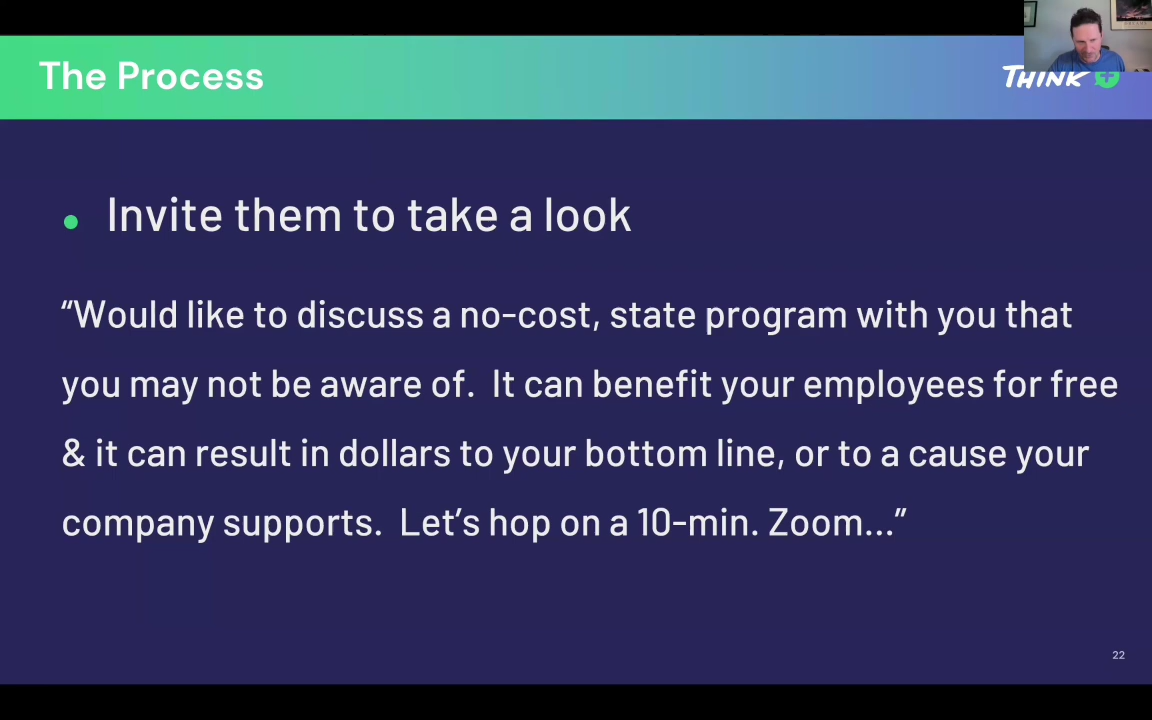 The Process
THINK +
• Invite them to take a look
“Would like to discuss a no-cost, state program with you that
you may not be aware of.  It can benefit your employees for free
& it can result in dollars to your bottom line, or to a cause your
company supports.  Let’s hop on a 10-min. Zoom...”
22